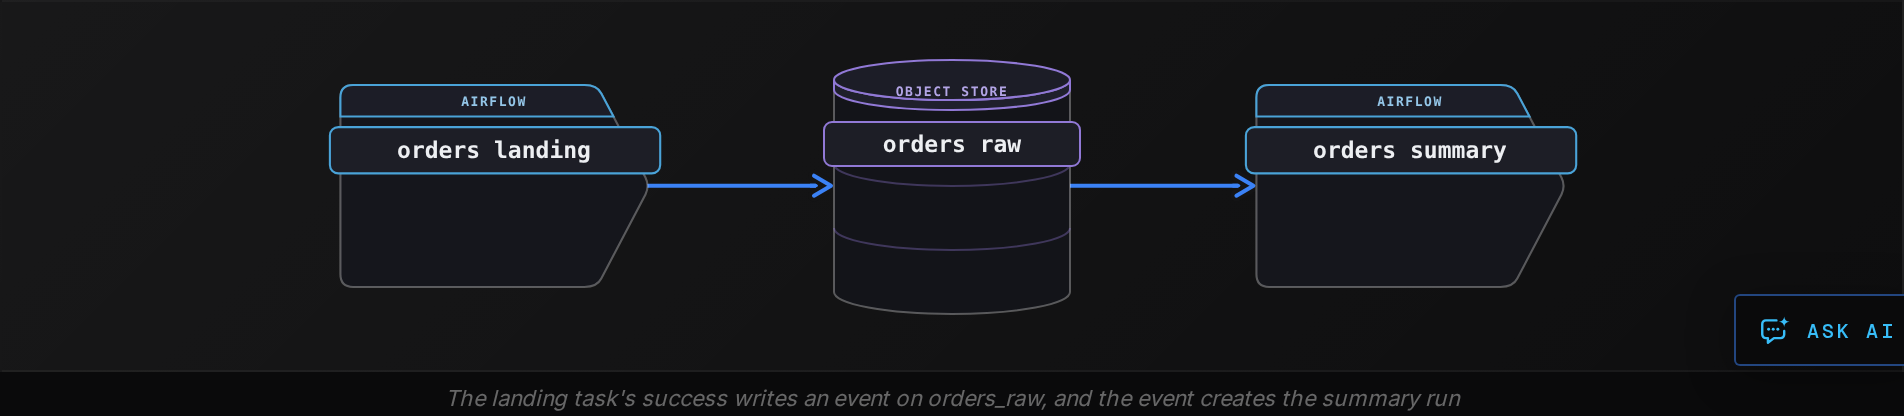 AIRFLOW
orders landing
OBJECT STORE
orders raw
AIRFLOW
orders summary
ASK AI
The landing task's success writes an event on orders_raw, and the event creates the summary run